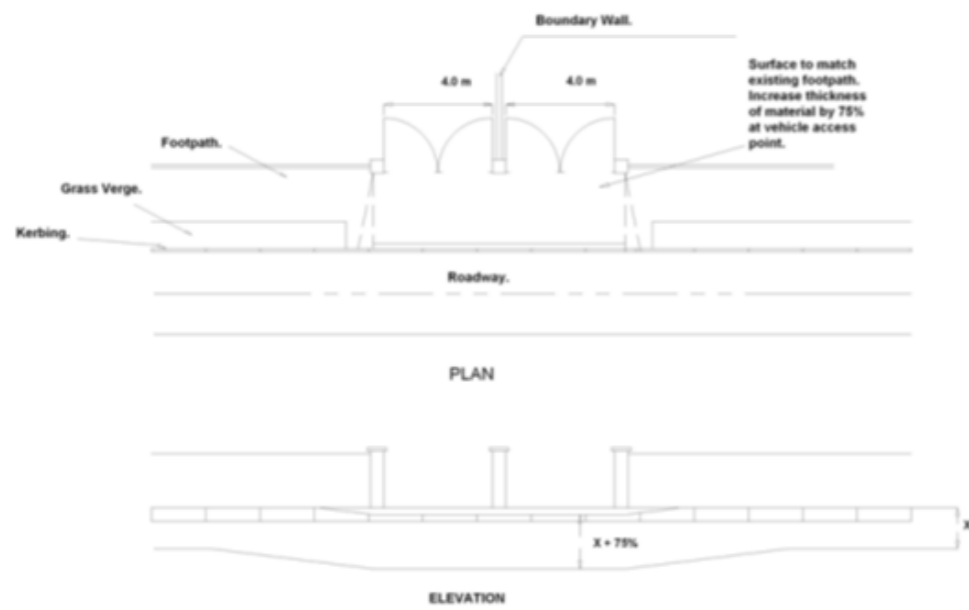 Boundary Wall.
4.0 m
4.0 m
Surface to match
existing footpath.
Increase thickness
of material by 75%
at vehicle access
point.
Footpath.
Grass Verge.
Kerbing.
Roadway.
PLAN
X
X + 75%
ELEVATION